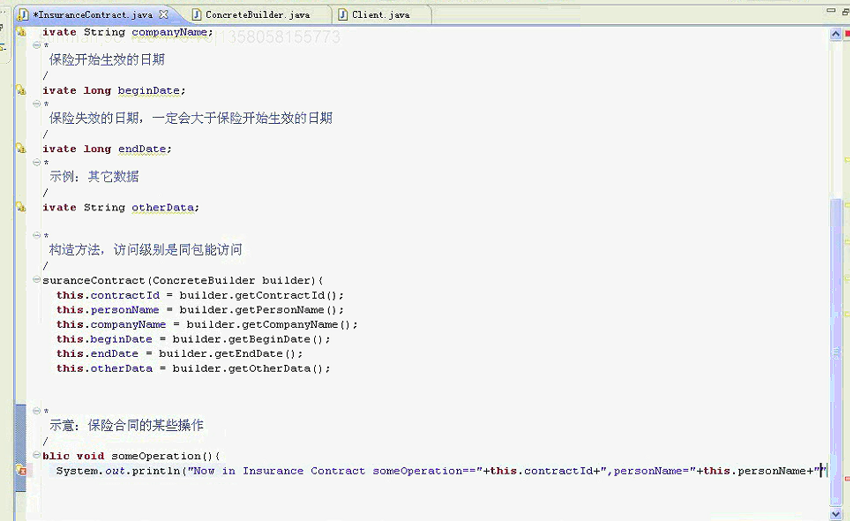 *InsuranceContract.java ConcreteBuilder.java Client.java
ivate String companyName;
1358058155773
*
保险开始生效的日期
/
ivate long beginDate;
*
保险失效的日期，一定会大于保险开始生效的日期
/
ivate long endDate;
*
示例：其它数据
/
ivate String otherData;
*
构造方法，访问级别是同包能访问
/
suranceContract(ConcreteBuilder builder){
this.contractId = builder.getContractId();
this.personName = builder.getPersonName();
this.companyName = builder.getCompanyName();
this.beginDate = builder.getBeginDate();
this.endDate = builder.getEndDate();
this.otherData = builder.getOtherData();
*
示意：保险合同的某些操作
/
blic void someOperation(){
System.out.println("Now in Insurance Contract someOperation=="+this.contractId+",personName="+this.personName+""